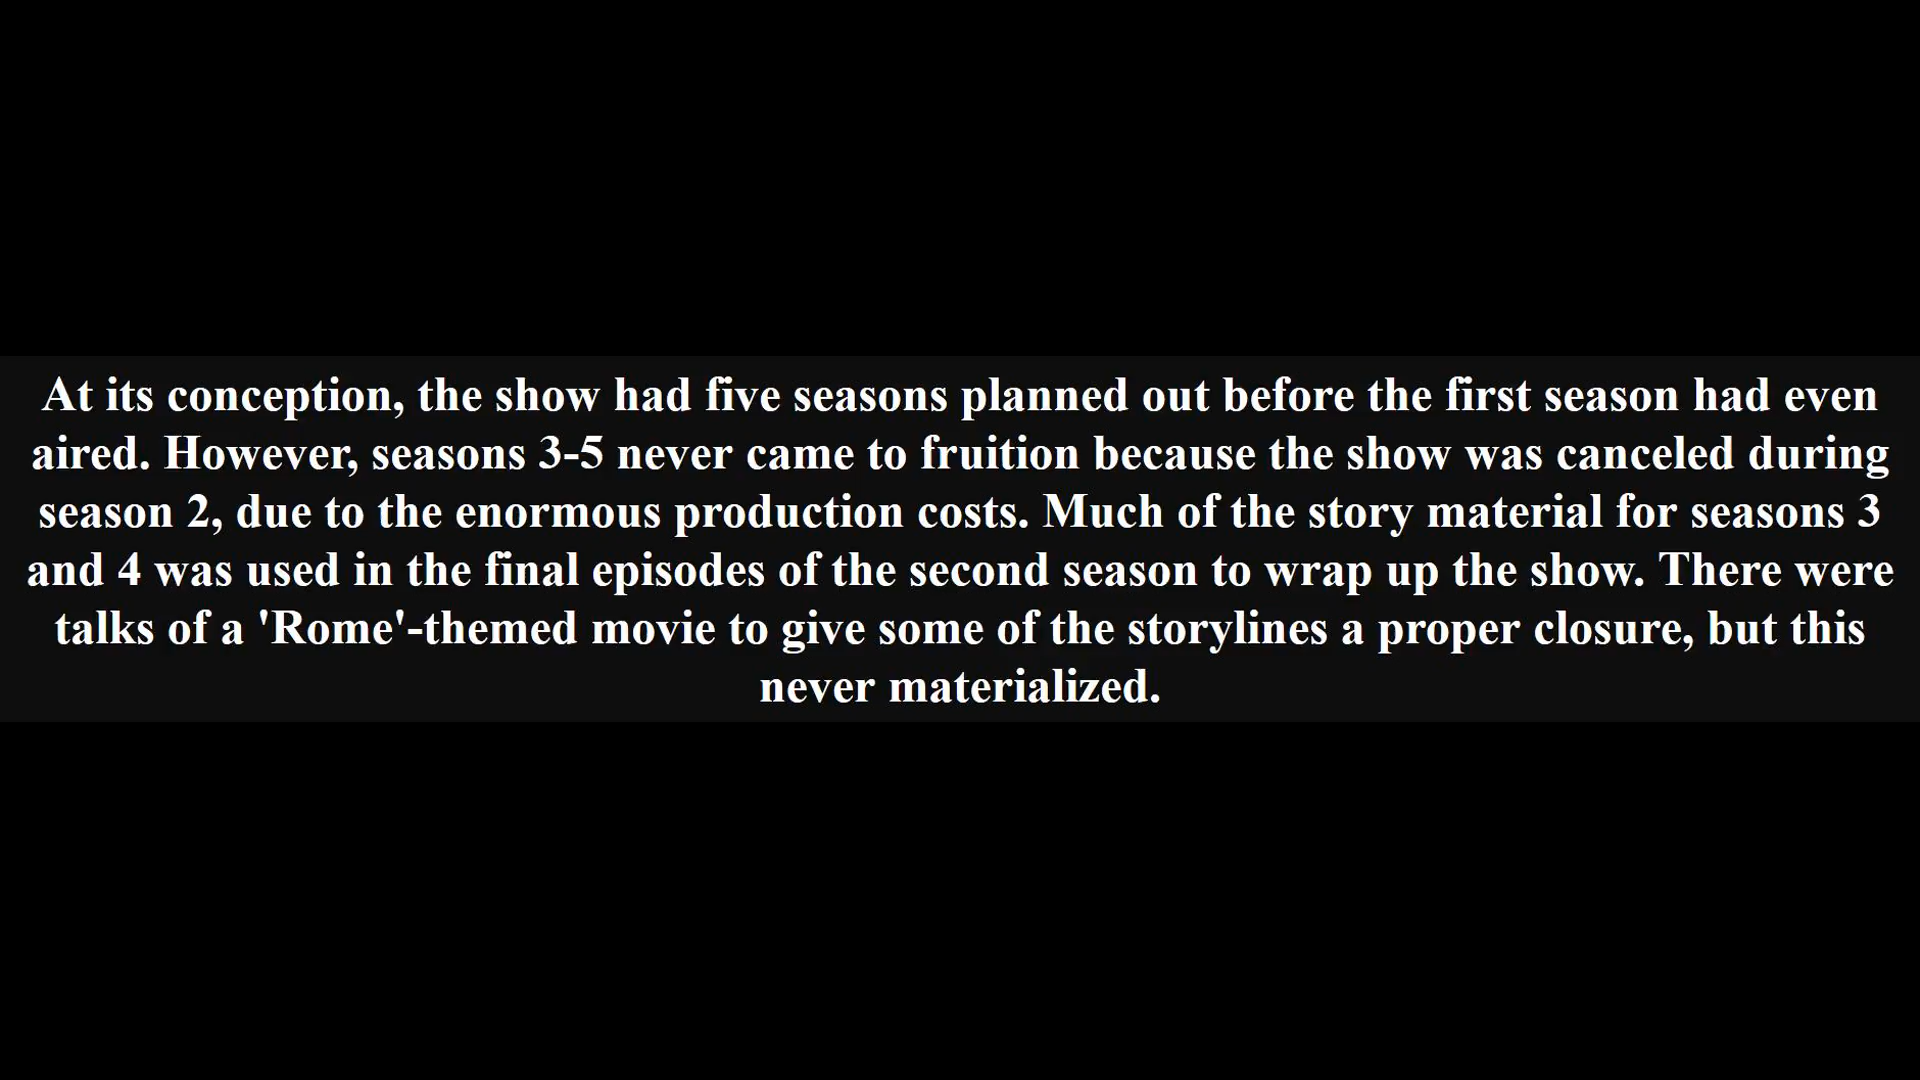 At its conception, the show had five seasons planned out before the first season had even
aired. However, seasons 3-5 never came to fruition because the show was canceled during
season 2, due to the enormous production costs. Much of the story material for seasons 3
and 4 was used in the final episodes of the second season to wrap up the show. There were
talks of a 'Rome'-themed movie to give some of the storylines a proper closure, but this
never materialized.